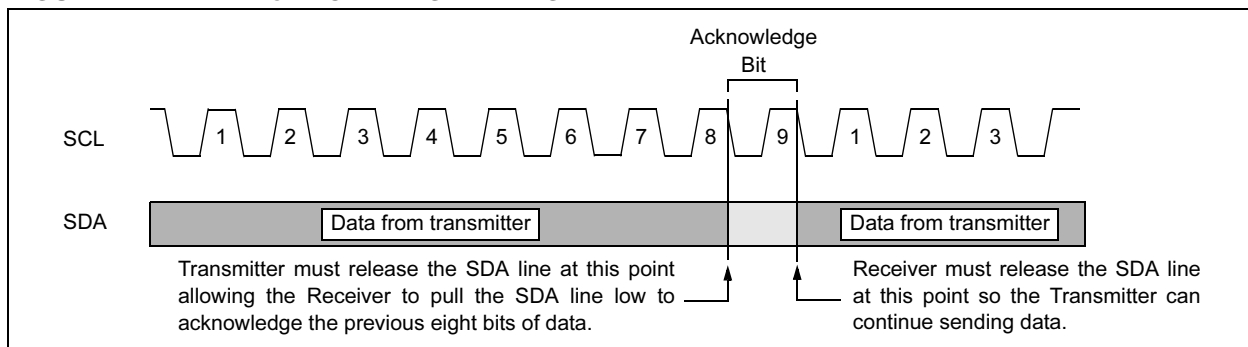 Acknowledge
Bit
SCL
1 2 3 4 5 6 7 8 9 1 2 3
SDA
Data from transmitter
Data from transmitter
Transmitter must release the SDA line at this point
allowing the Receiver to pull the SDA line low to
acknowledge the previous eight bits of data.
Receiver must release the SDA line
at this point so the Transmitter can
continue sending data.